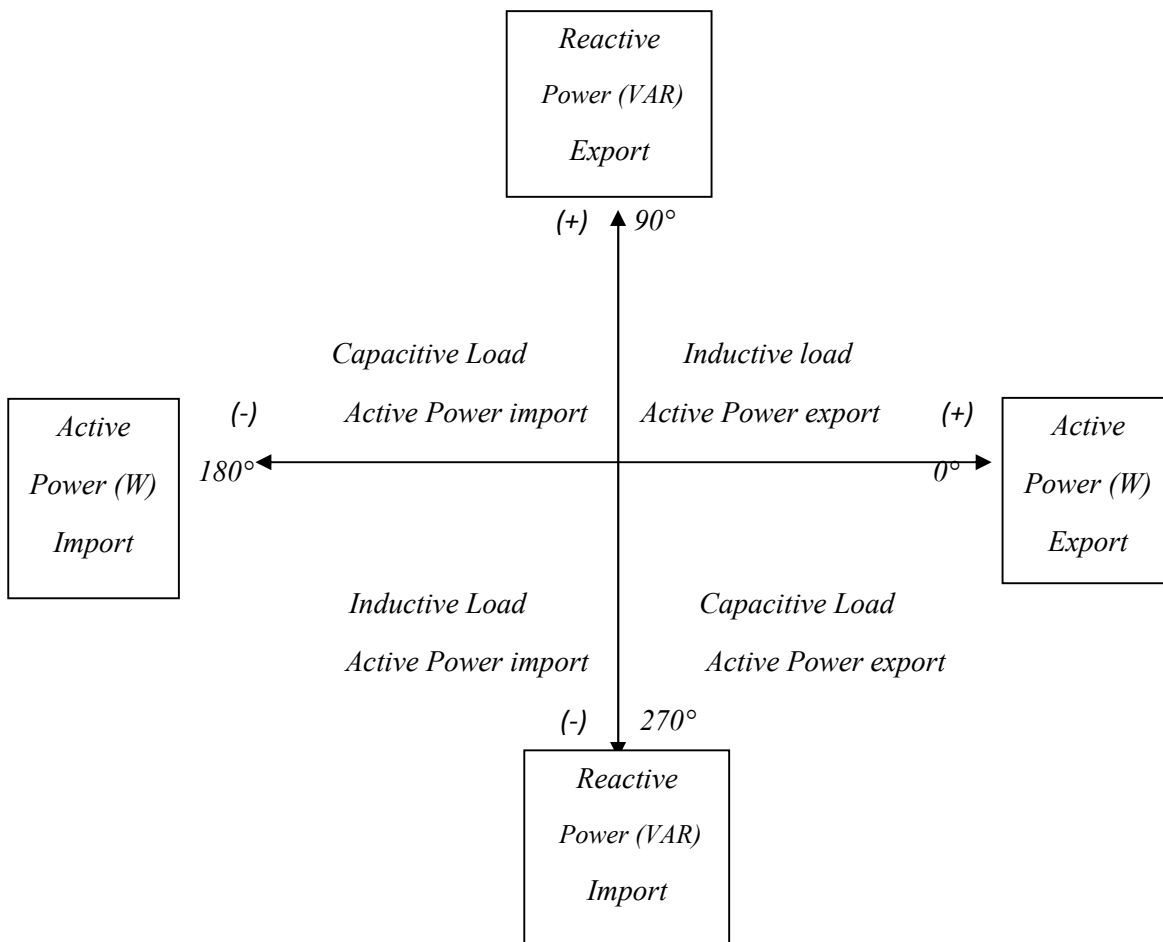 Reactive
Power (VAR)
Export
(+) 90°
Capacitive Load
Active Power import
Inductive load
Active Power export
(-)
180°
Active
Power (W)
Import
(+)
0°
Active
Power (W)
Export
Inductive Load
Active Power import
Capacitive Load
Active Power export
(-) 270°
Reactive
Power (VAR)
Import